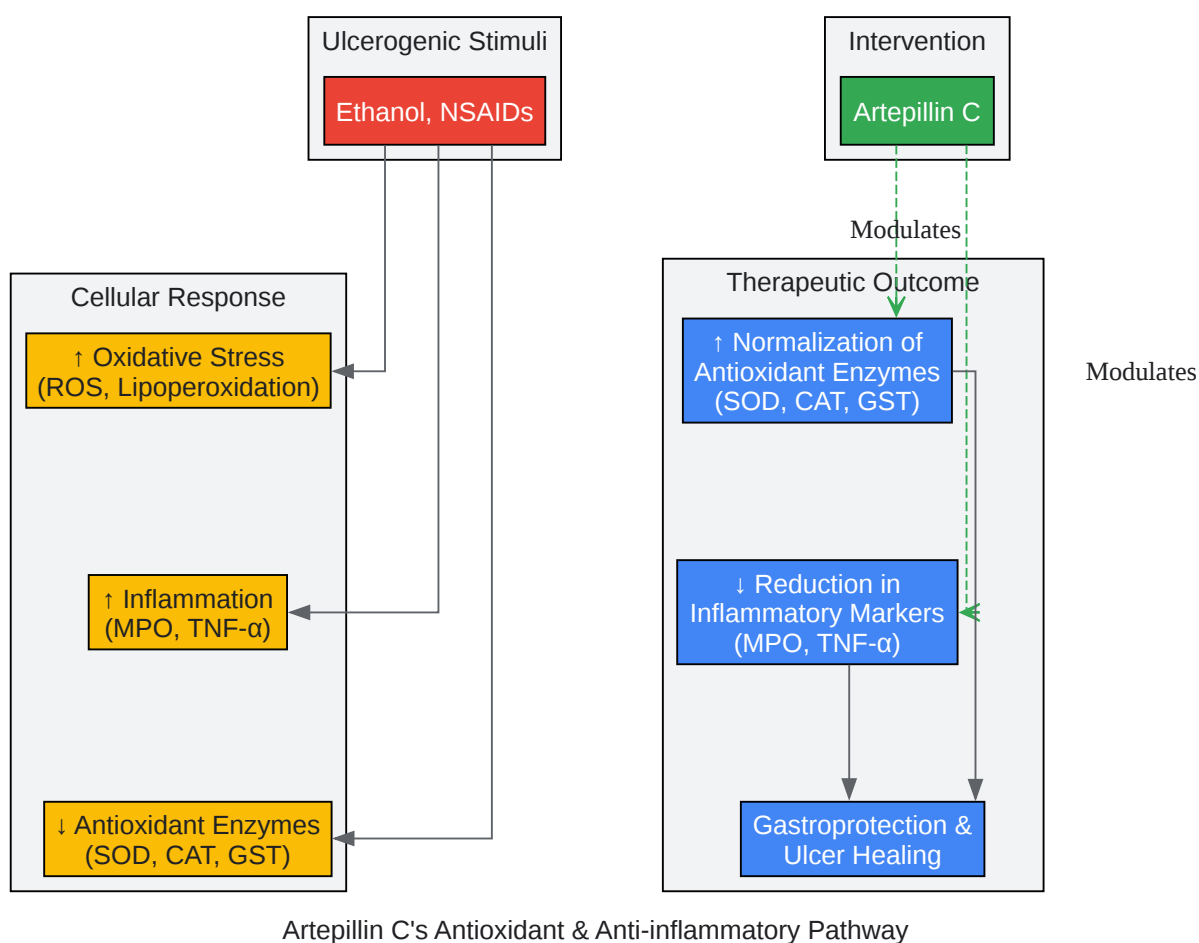 Ulcerogenic Stimuli
Ethanol, NSAIDs
Intervention
Artepillin C
Modulates
Cellular Response
↑ Oxidative Stress
(ROS, Lipoperoxidation)
↑ Inflammation
(MPO, TNF-α)
↓ Antioxidant Enzymes
(SOD, CAT, GST)
Therapeutic Outcome
↑ Normalization of
Antioxidant Enzymes
(SOD, CAT, GST)
Modulates
↓ Reduction in
Inflammatory Markers
(MPO, TNF-α)
Gastroprotection &
Ulcer Healing
Artepillin C's Antioxidant & Anti-inflammatory Pathway